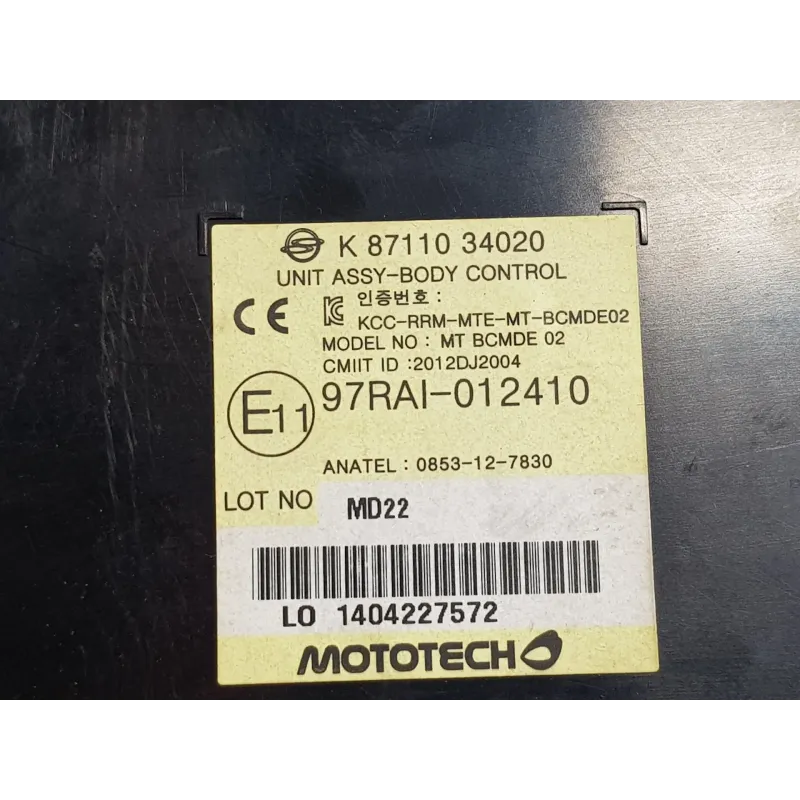 K 87110 34020
UNIT ASSY-BODY CONTROL
인증번호 :
KCC-RRM-MTE-MT-BCMDE02
MODEL NO : MT BCMDE 02
CMIIT ID :2012DJ2004
CE
E11
97RAI-012410
ANATEL : 0853-12-7830
LOT NO MD22
LO 1404227572
MOTOTECH